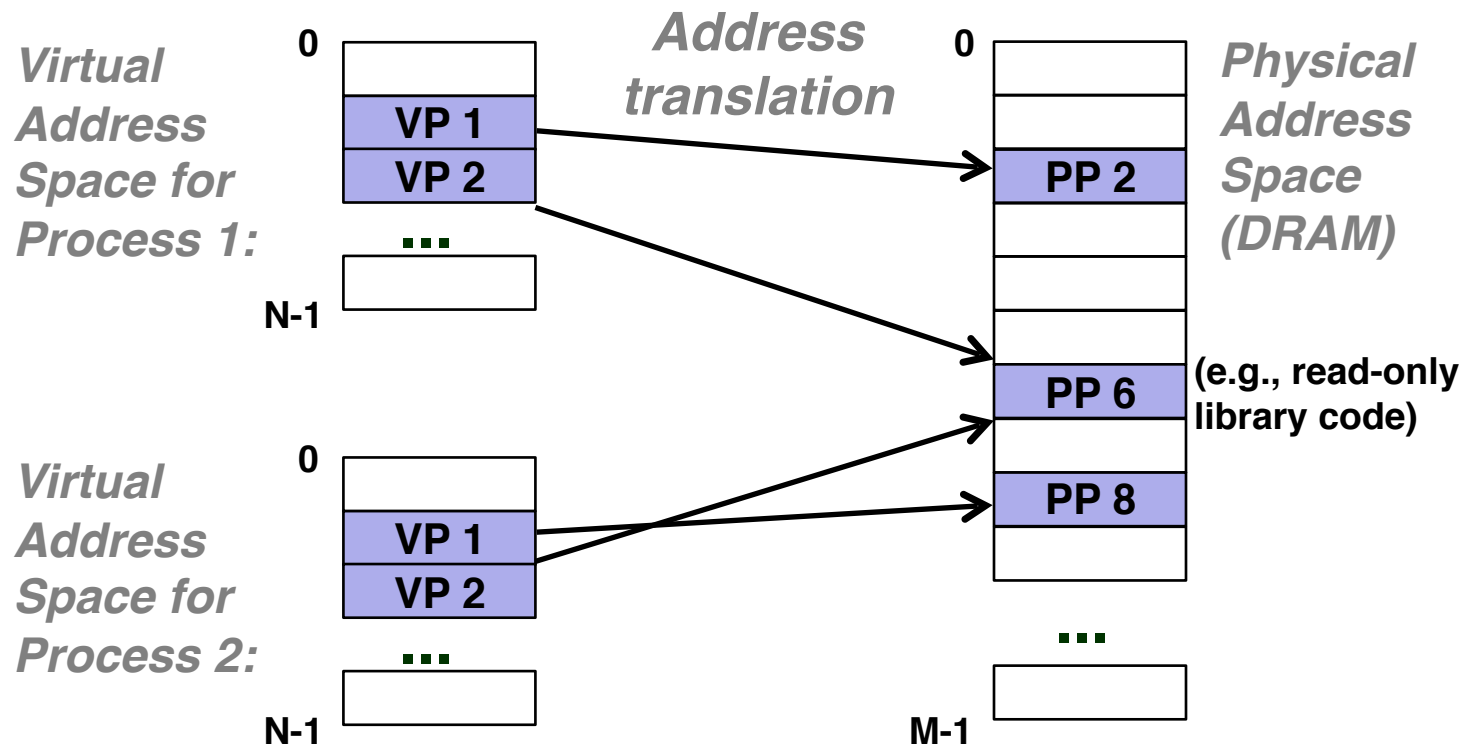 Virtual
Address
Space for
Process 1:
0
VP 1
VP 2
...
N-1
Address
translation
0
PP 2
PP 6
PP 8
...
M-1
Physical
Address
Space
(DRAM)
(e.g., read-only
library code)
Virtual
Address
Space for
Process 2:
0
VP 1
VP 2
...
N-1